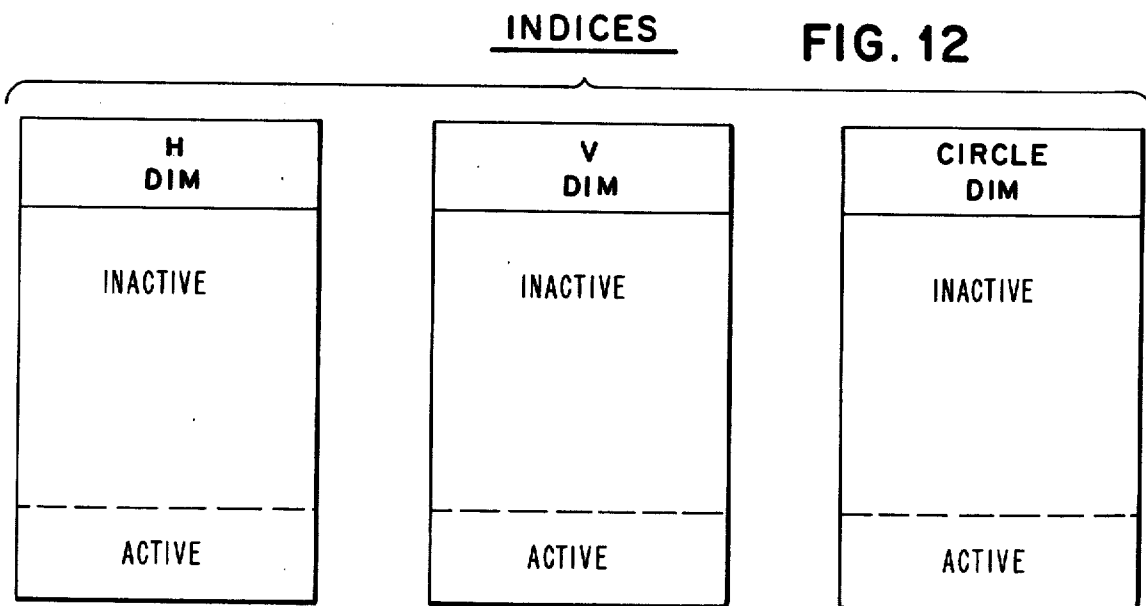 INDICES
FIG. 12
H
DIM
V
DIM
CIRCLE
DIM
INACTIVE
INACTIVE
INACTIVE
ACTIVE
ACTIVE
ACTIVE